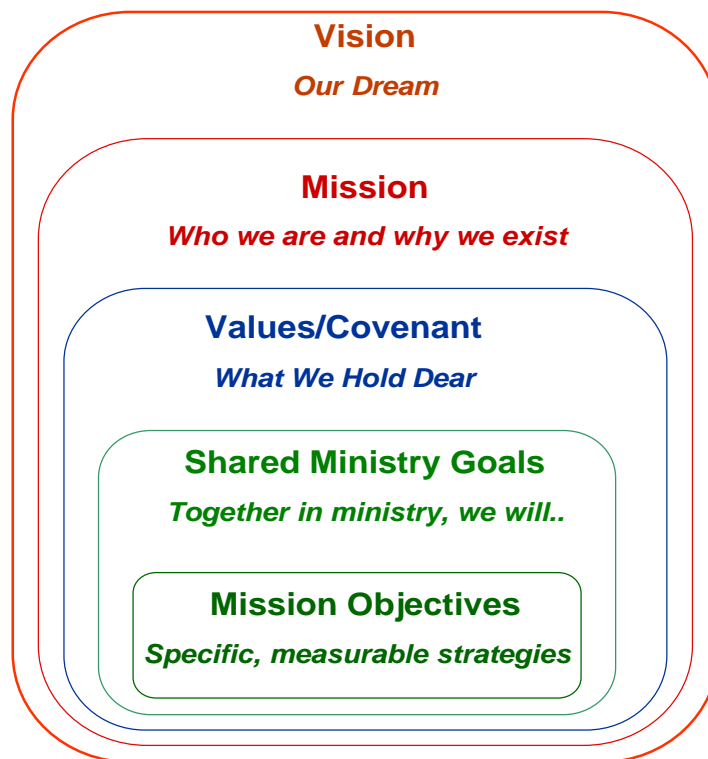 Vision
Our Dream
Mission
Who we are and why we exist
Values/Covenant
What We Hold Dear
Shared Ministry Goals
Together in ministry, we will..
Mission Objectives
Specific, measurable strategies